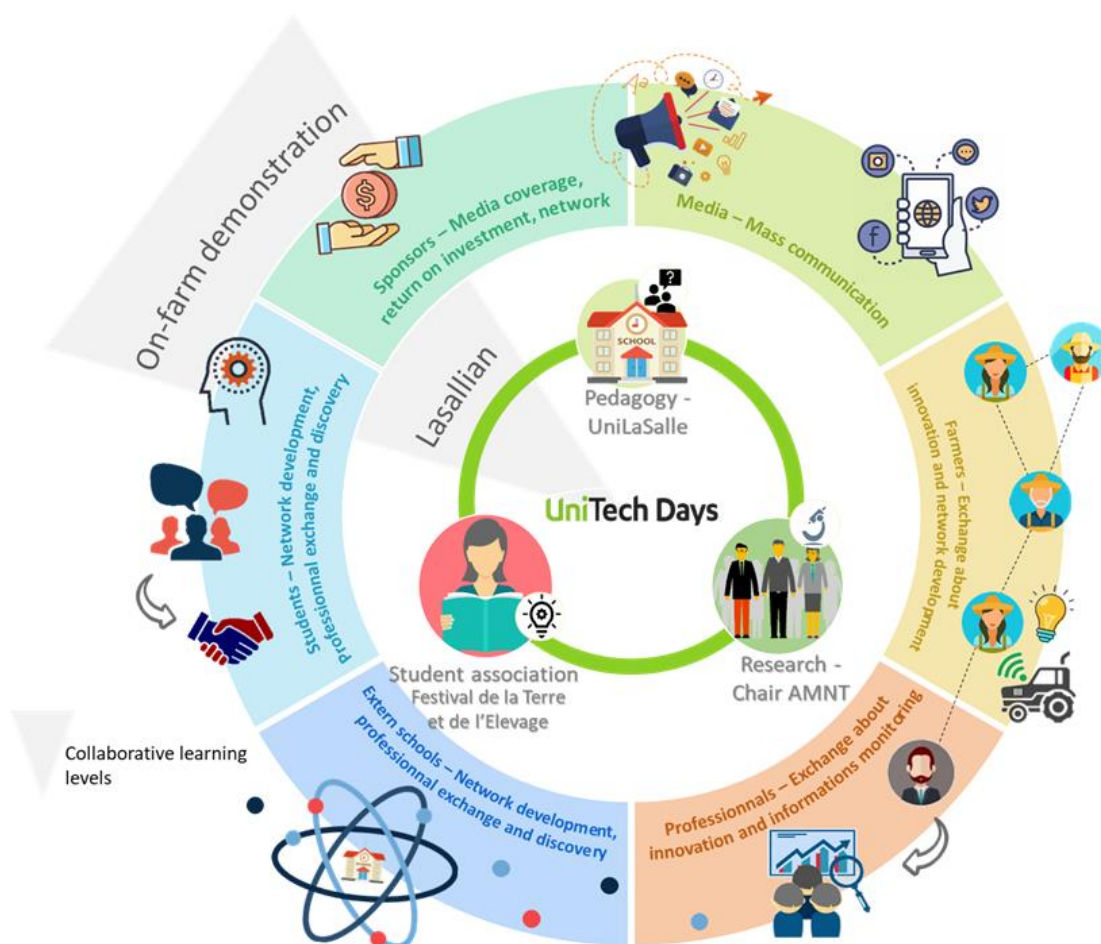 On-farm demonstration
Lasallian
Sponsors – Media coverage,
return on investment, network
Aa
Media – Mass communication
Farmers – Exchange about
innovation and network development
Professionnals – Exchange about
innovation and informations monitoring
Extern schools – Network development,
professionnal exchange and discovery
Students – Network development,
Professional exchange and discovery
?
SCHOOL
Pedagogy -
UniLaSalle
UniTech Days
Student association
Festival de la Terre
et de l'Elevage
Research -
Chair AMNT
Collaborative learning
levels
$
f